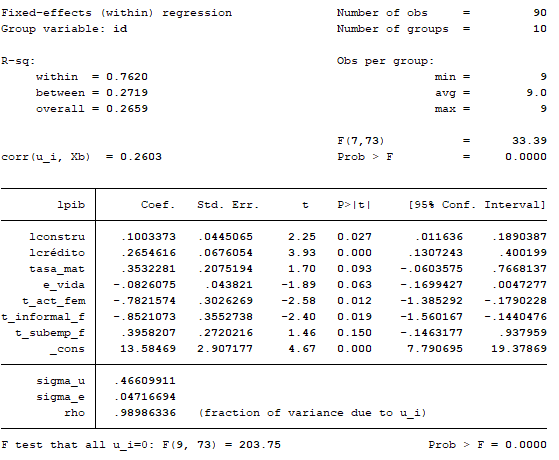 Fixed-effects (within) regression Number of obs = 90
Group variable: id Number of groups = 10
R-sq: Obs per group:
within = 0.7620 min = 9
between = 0.2719 avg = 9.0
overall = 0.2659 max = 9
F(7,73) = 33.39
corr(u_i, Xb) = 0.2603 Prob > F = 0.0000
lpib Coef. Std. Err. t P>|t| [95% Conf. Interval]
lconstru .1003373 .0445065 2.25 0.027 .011636 .1890387
lcrédito .2654616 .0676054 3.93 0.000 .1307243 .400199
tasa_mat .3532281 .2075194 1.70 0.093 -.0603575 .7668137
e_vida -.0826075 .043821 -1.89 0.063 -.1699427 .0047277
t_act_fem -.7821574 .3026269 -2.58 0.012 -1.385292 -.1790228
t_informal_f -.8521073 .3552738 -2.40 0.019 -1.560167 -.1440476
t_subemp_f .3958207 .2720216 1.46 0.150 -.1463177 .937959
_cons 13.58469 2.907177 4.67 0.000 7.790695 19.37869
sigma_u .46609911
sigma_e .04716694
rho .98986336 (fraction of variance due to u_i)
F test that all u_i=0: F(9, 73) = 203.75 Prob > F = 0.0000